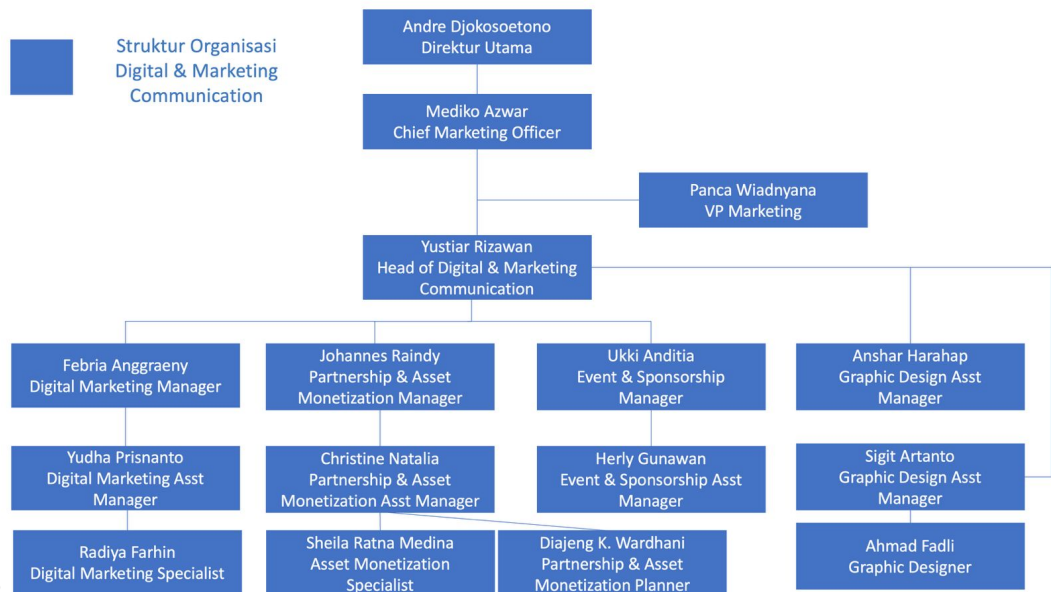 Struktur Organisasi
Digital & Marketing
Communication
Andre Djokosoetono
Direktur Utama
Mediko Azwar
Chief Marketing Officer
Panca Wiadnyana
VP Marketing
Yustiar Rizawan
Head of Digital & Marketing
Communication
Febria Anggraeny
Digital Marketing Manager
Johannes Raindy
Partnership & Asset
Monetization Manager
Ukki Anditia
Event & Sponsorship
Manager
Anshar Harahap
Graphic Design Asst
Manager
Yudha Prisnanto
Digital Marketing Asst
Manager
Christine Natalia
Partnership & Asset
Monetization Asst Manager
Herly Gunawan
Event & Sponsorship Asst
Manager
Sigit Artanto
Graphic Design Asst
Manager
Radiya Farhin
Digital Marketing Specialist
Sheila Ratna Medina
Asset Monetization
Specialist
Diajeng K. Wardhani
Partnership & Asset
Monetization Planner
Ahmad Fadli
Graphic Designer